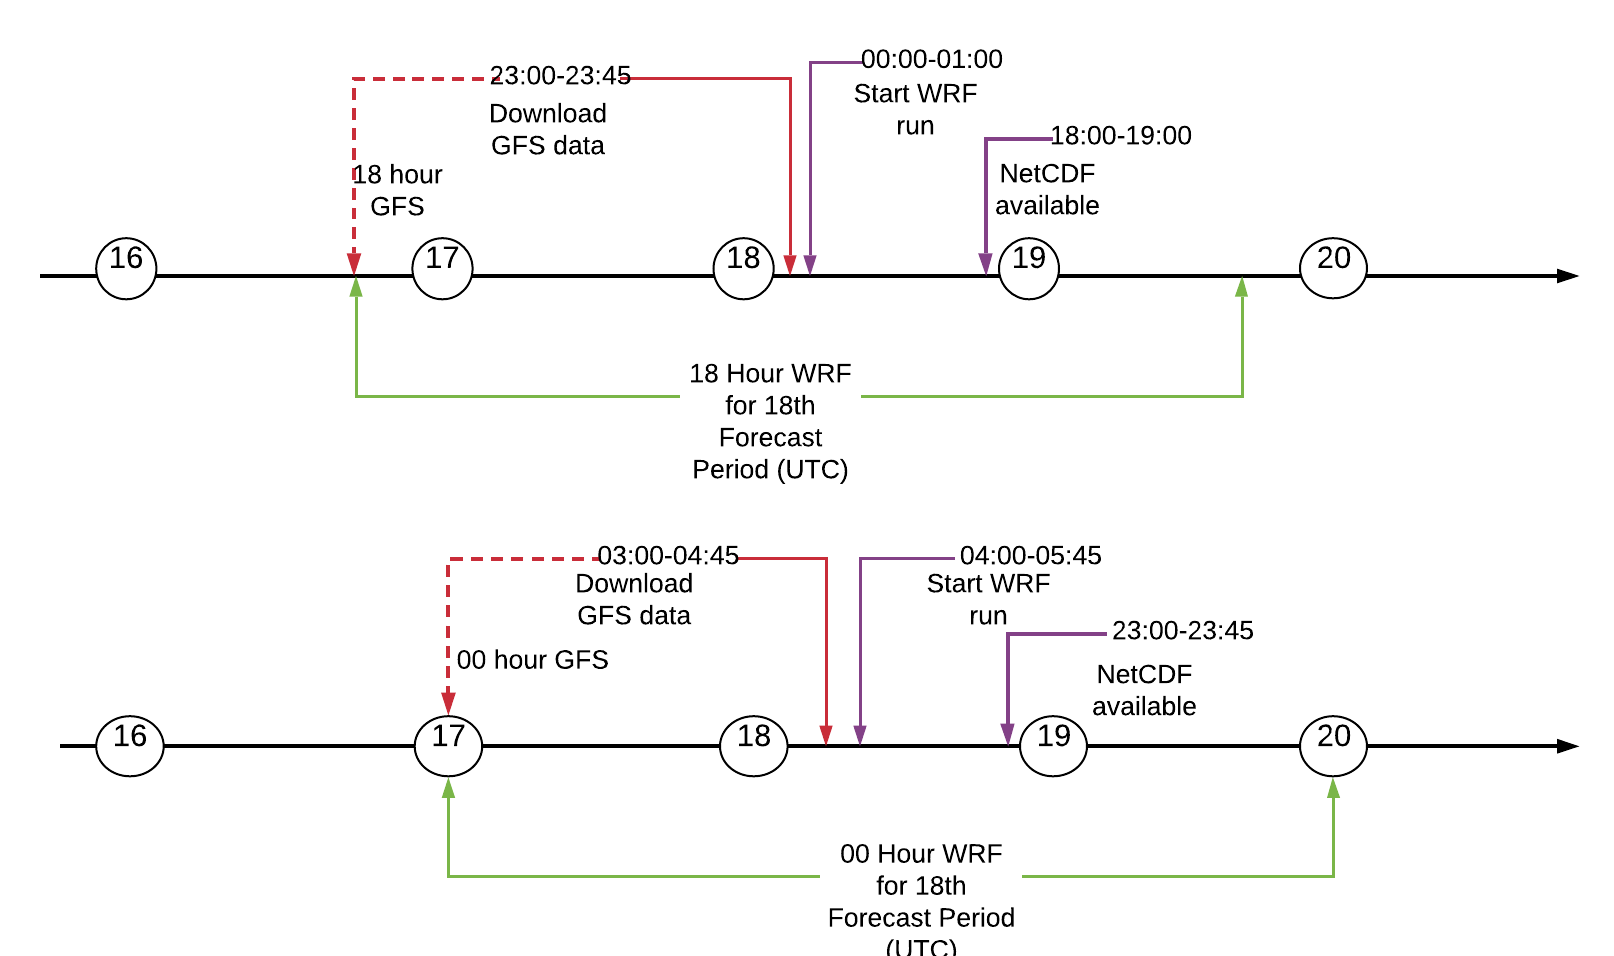 00:00-01:00
23:00-23:45
Start WRF
run
Download
GFS data
18:00-19:00
NetCDF
available
18 hour
GFS
16
17
18
19
20
18 Hour WRF
for 18th
Forecast
Period (UTC)
03:00-04:45
Download
GFS data
04:00-05:45
Start WRF
run
23:00-23:45
00 hour GFS
NetCDF
available
16
17
18
19
20
00 Hour WRF
for 18th
Forecast Period
(UTC)